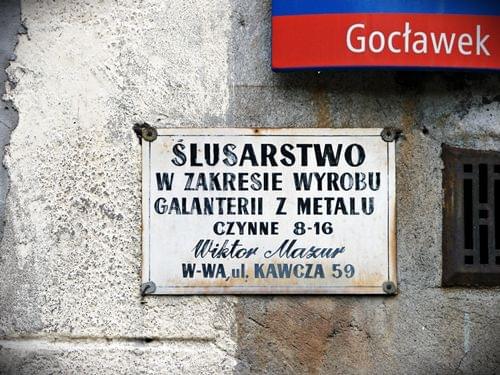 Gocławek
ŚLUSARSTWO
W ZAKRESIE WYROBU
GALANTERII Z METALU
CZYNNE 8-16
Wiktor Mazur
W-WA, ul. KAWCZA 59